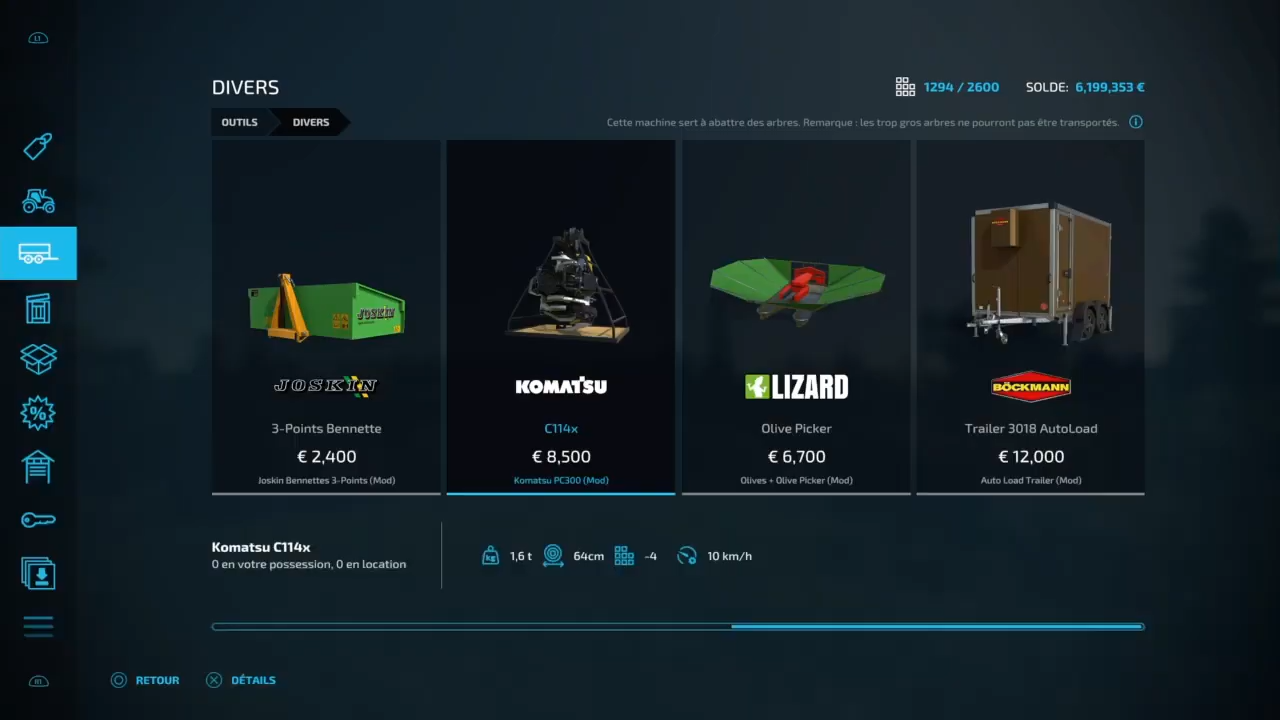 L1
DIVERS
1294 / 2600
SOLDE: 6,199,353 €
OUTILS
DIVERS
Cette machine sert à abattre des arbres. Remarque : les trop gros arbres ne pourront pas être transportés.
JOSKIN
JOSKIN
3-Points Bennette
€ 2,400
Joskin Bennettes 3-Points (Mod)
KOMATSU
C114x
€ 8,500
Komatsu PC300 (Mod)
LIZARD
Olive Picker
€ 6,700
Olives + Olive Picker (Mod)
BÖCKMANN
Trailer 3018 AutoLoad
€ 12,000
Auto Load Trailer (Mod)
Komatsu C114x
0 en votre possession, 0 en location
kg
1,6 t
64cm
-4
10 km/h
%
R1
RETOUR
DÉTAILS